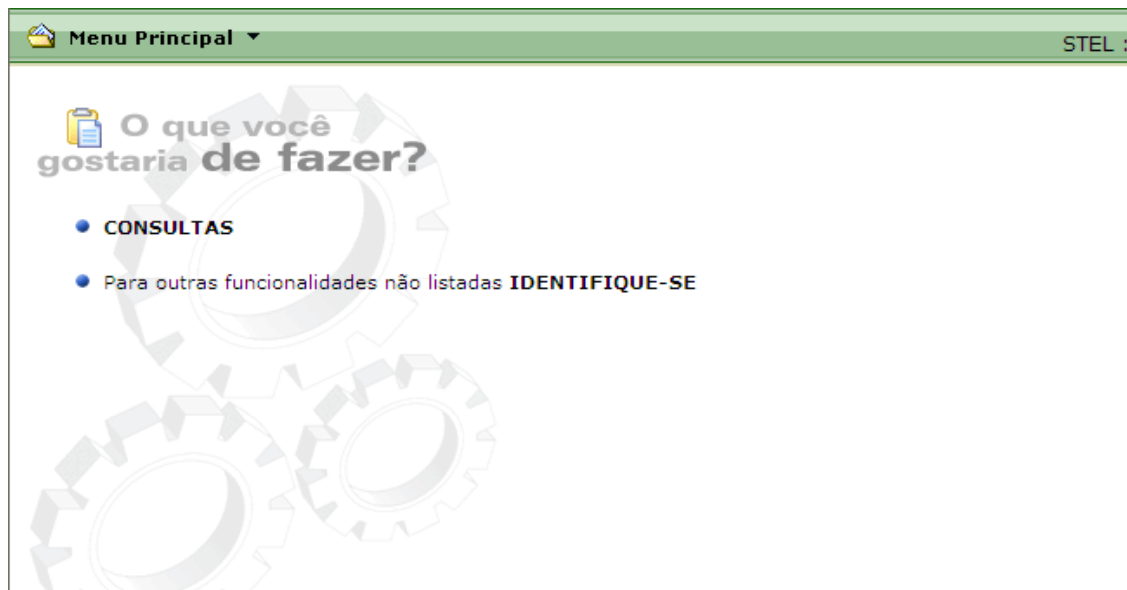 Menu Principal
STEL :
O que você
gostaria de fazer?
CONSULTAS
Para outras funcionalidades não listadas IDENTIFIQUE-SE